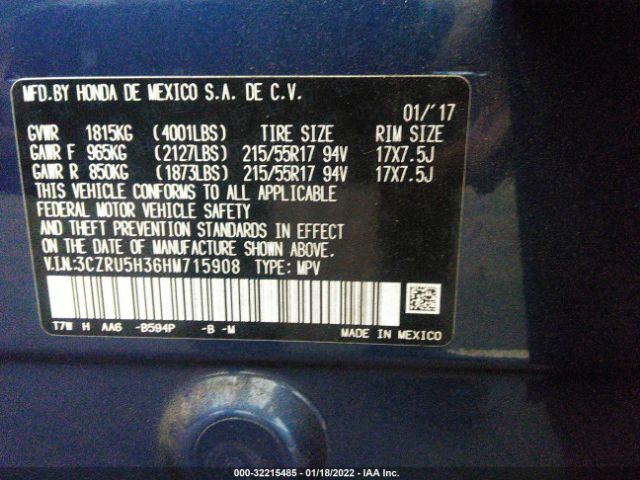 MFD.BY HONDA DE MEXICO S.A. DE C.V.
01/'17
GVWR 1815KG (4001LBS) TIRE SIZE RIM SIZE
GAWR F 965KG (2127LBS) 215/55R17 94V 17X7.5J
GAWR R 850KG (1873LBS) 215/55R17 94V 17X7.5J
THIS VEHICLE CONFORMS TO ALL APPLICABLE
FEDERAL MOTOR VEHICLE SAFETY
AND THEFT PREVENTION STANDARDS IN EFFECT
ON THE DATE OF MANUFACTURE SHOWN ABOVE.
V.I.N:3CZRU5H36HM715908 TYPE: MPV
T7W H AA6 -B594P -B -M
MADE IN MEXICO
000-32215485 - 01/18/2022 - IAA Inc.